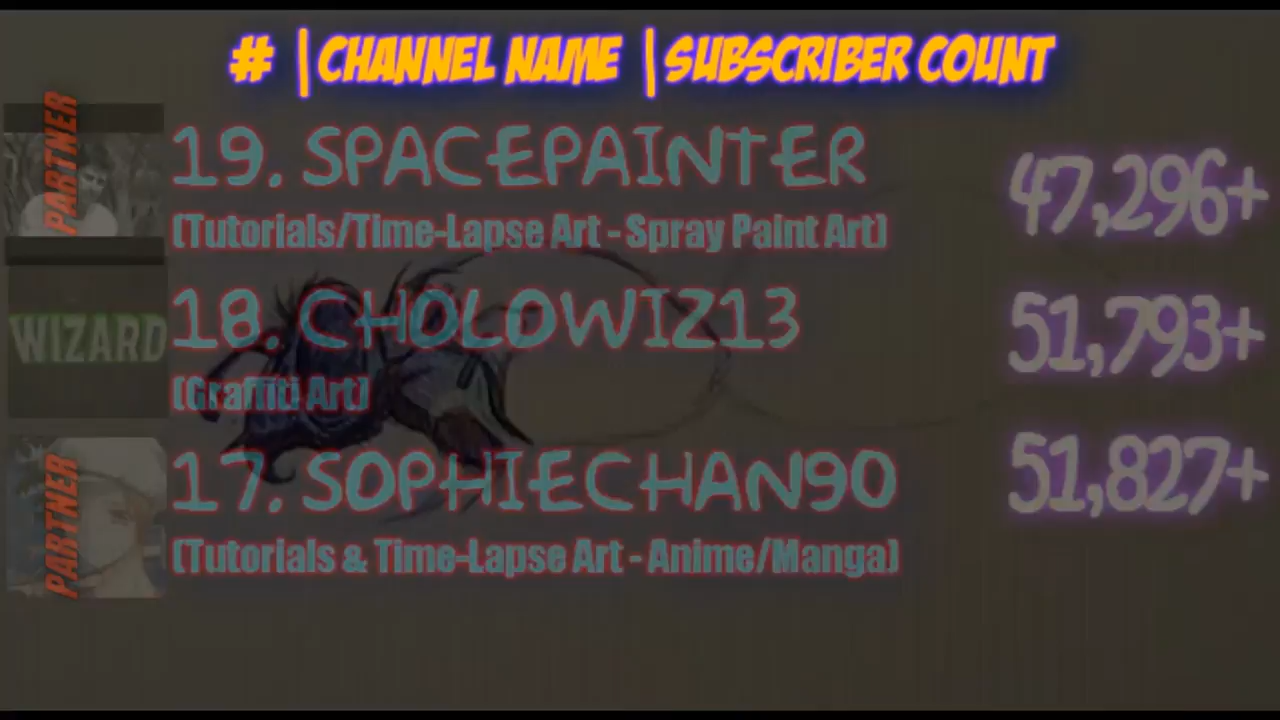 # | CHANNEL NAME | SUBSCRIBER COUNT
PARTNER
19. SPACEPAINTER 47,296+
(Tutorials/Time-Lapse Art - Spray Paint Art)
WIZARD
18. CHOLOWIZ13 51,793+
(Graffiti Art)
PARTNER
17. SOPHIECHAN90 51,827+
(Tutorials & Time-Lapse Art - Anime/Manga)